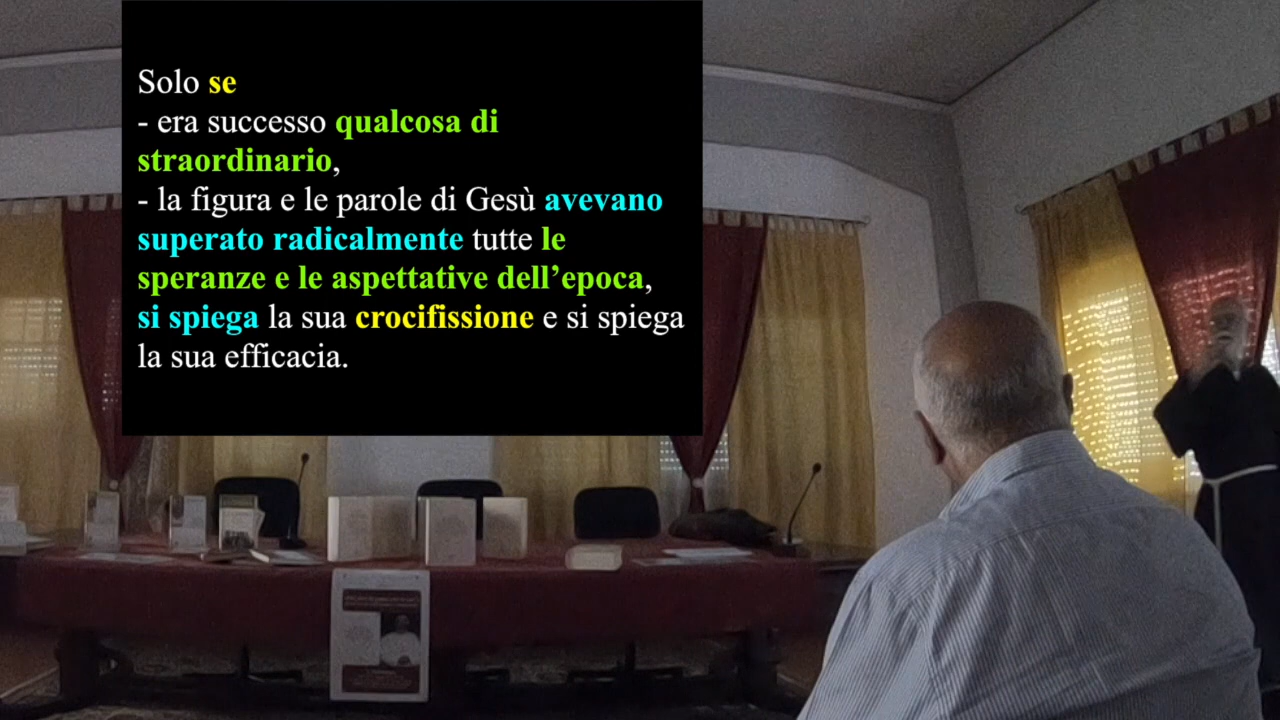 Solo se
- era successo qualcosa di
straordinario,
- la figura e le parole di Gesù avevano
superato radicalmente tutte le
speranze e le aspettative dell’epoca,
si spiega la sua crocifissione e si spiega
la sua efficacia.